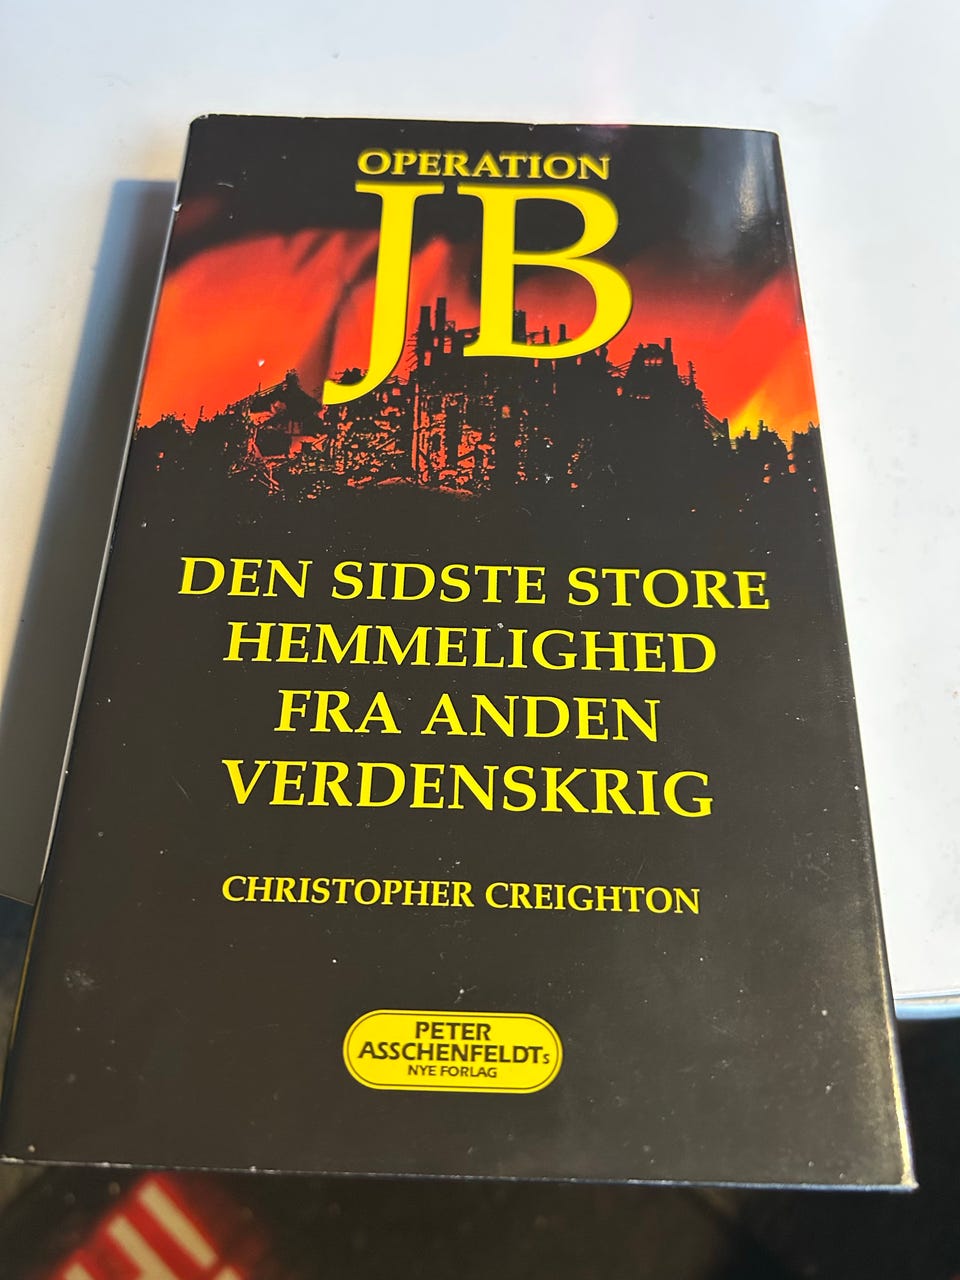 OPERATION
JB
DEN SIDSTE STORE
HEMMELIGHED
FRA ANDEN
VERDENSKRIG
CHRISTOPHER CREIGHTON
PETER
ASSCHENFELDTs
NYE FORLAG